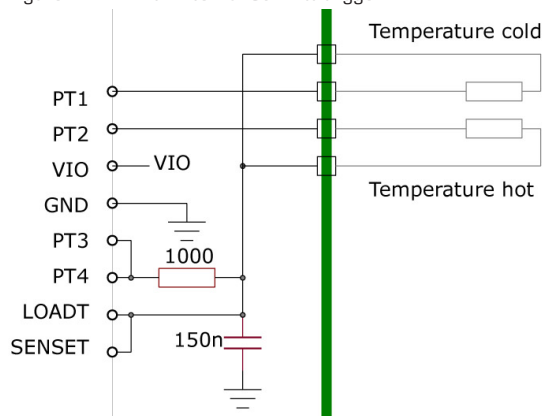 Temperature cold
PT1
PT2
VIO
VIO
GND
Temperature hot
PT3
1000
PT4
LOADT
150n
SENSET